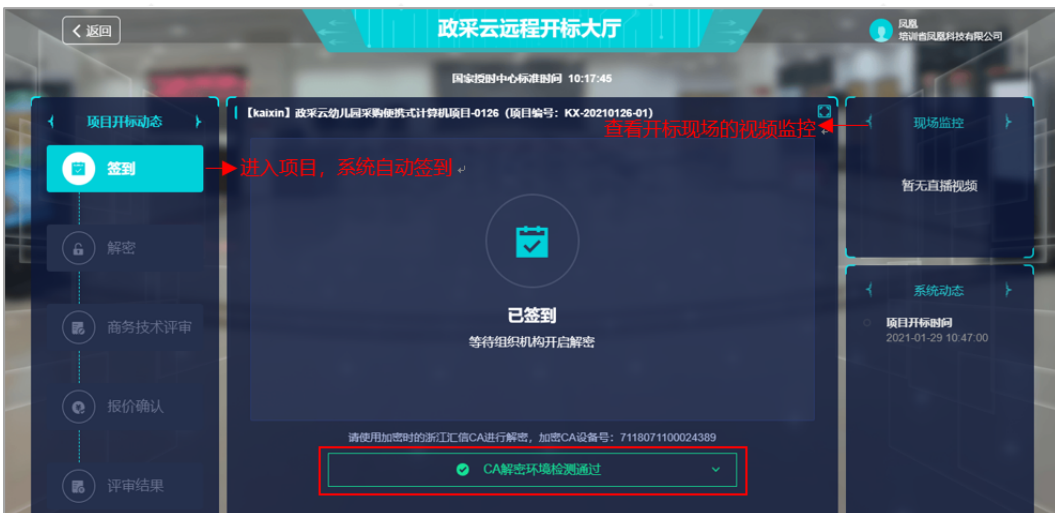 返回
政采云远程开标大厅
凤凰
培训省凤凰科技有限公司
国家授时中心标准时间 10:17:45
项目开标动态
【kaixin】政采云幼儿园采购便携式计算机项目-0126（项目编号：KX-20210126-01）
查看开标现场的视频监控
现场监控
签到
进入项目，系统自动签到
暂无直播视频
解密
系统动态
已签到
项目开标时间
商务技术评审
等待组织机构开启解密
2021-01-29 10:47:00
报价确认
请使用加密时的浙江汇信CA进行解密，加密CA设备号：7118071100024389
CA解密环境检测通过
评审结果